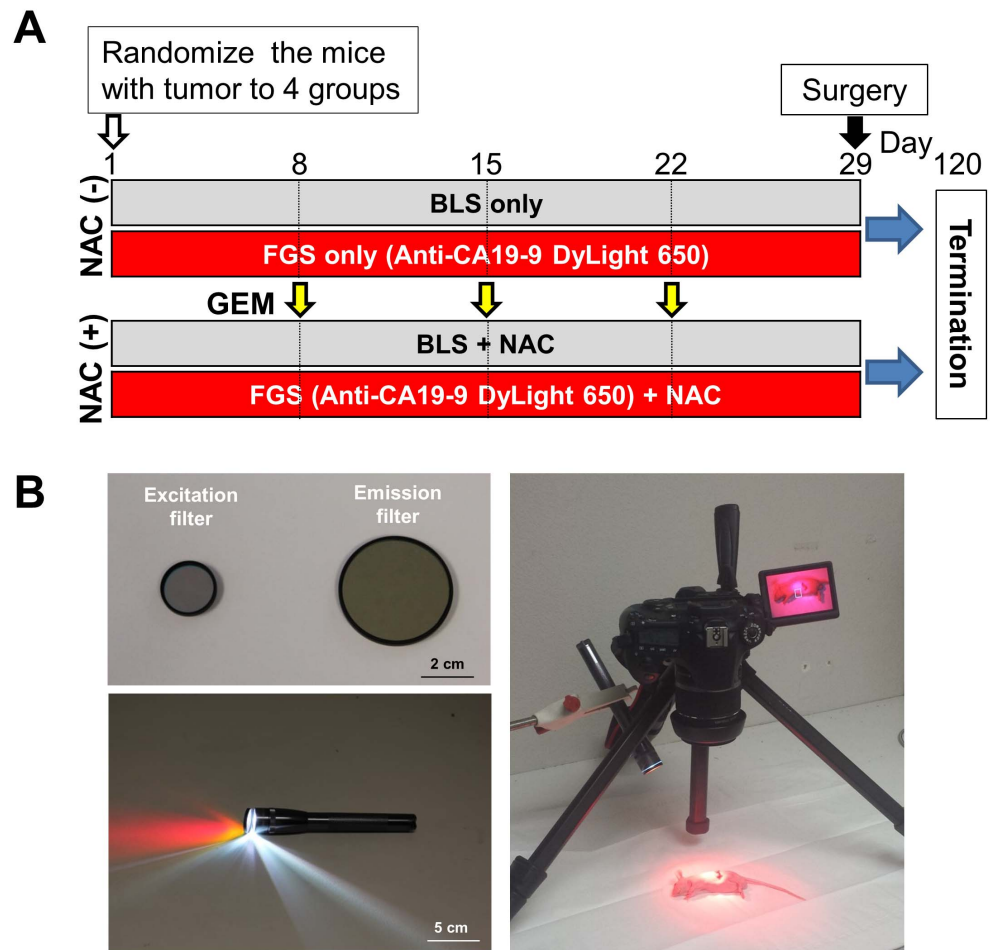 A
Randomize the mice
with tumor to 4 groups
Surgery
Day
1 8 15 22 29 120
NAC (-)
BLS only
FGS only (Anti-CA19-9 DyLight 650)
GEM
NAC (+)
BLS + NAC
FGS (Anti-CA19-9 DyLight 650) + NAC
Termination
B
Excitation
filter
Emission
filter
2 cm
5 cm